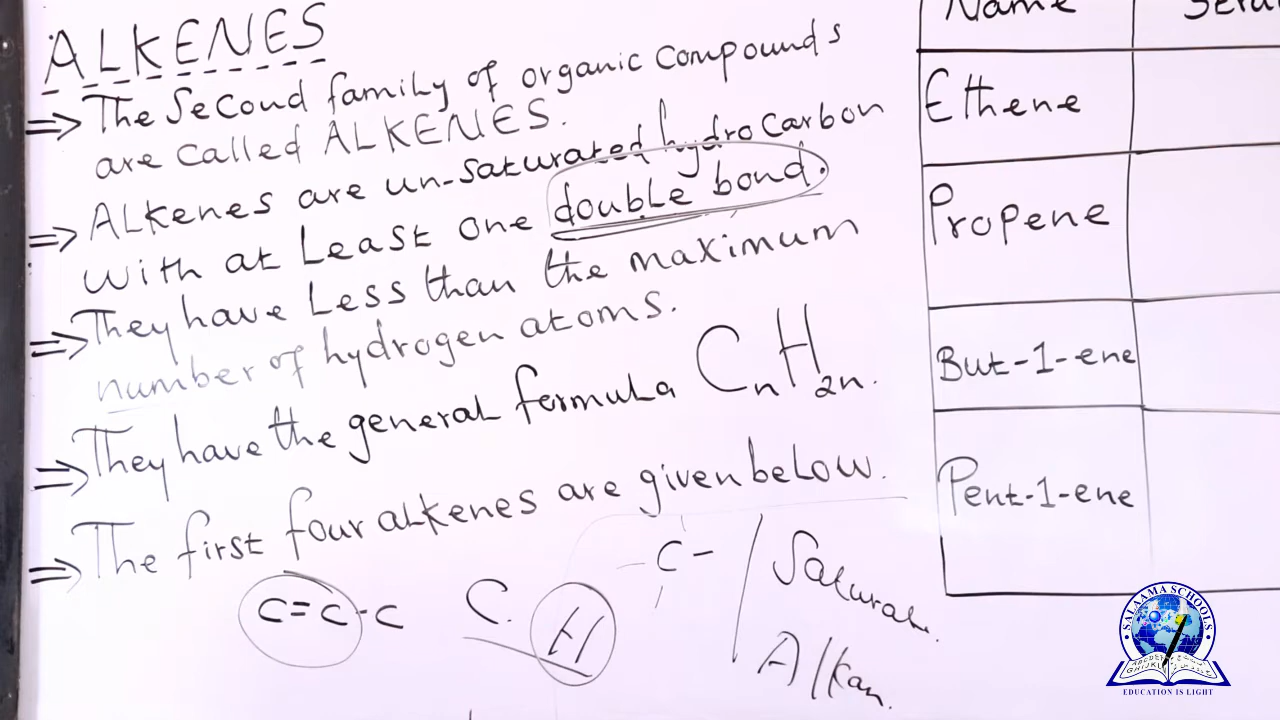 ALKENES
⇒ The Second family of organic compounds
are called ALKENES.
⇒ Alkenes are un-saturated hydrocarbon
with at Least one double bond.
⇒ They have Less than the maximum
number of hydrogen atoms.
⇒ They have the general formula CnH2n.
⇒ The first four alkenes are given below.
C=C-C
C
H
C -
Saturat
Alkan
Name
Ethene
Propene
But-1-ene
Pent-1-ene
SALAAMA SCHOOLS
EDUCATION IS LIGHT